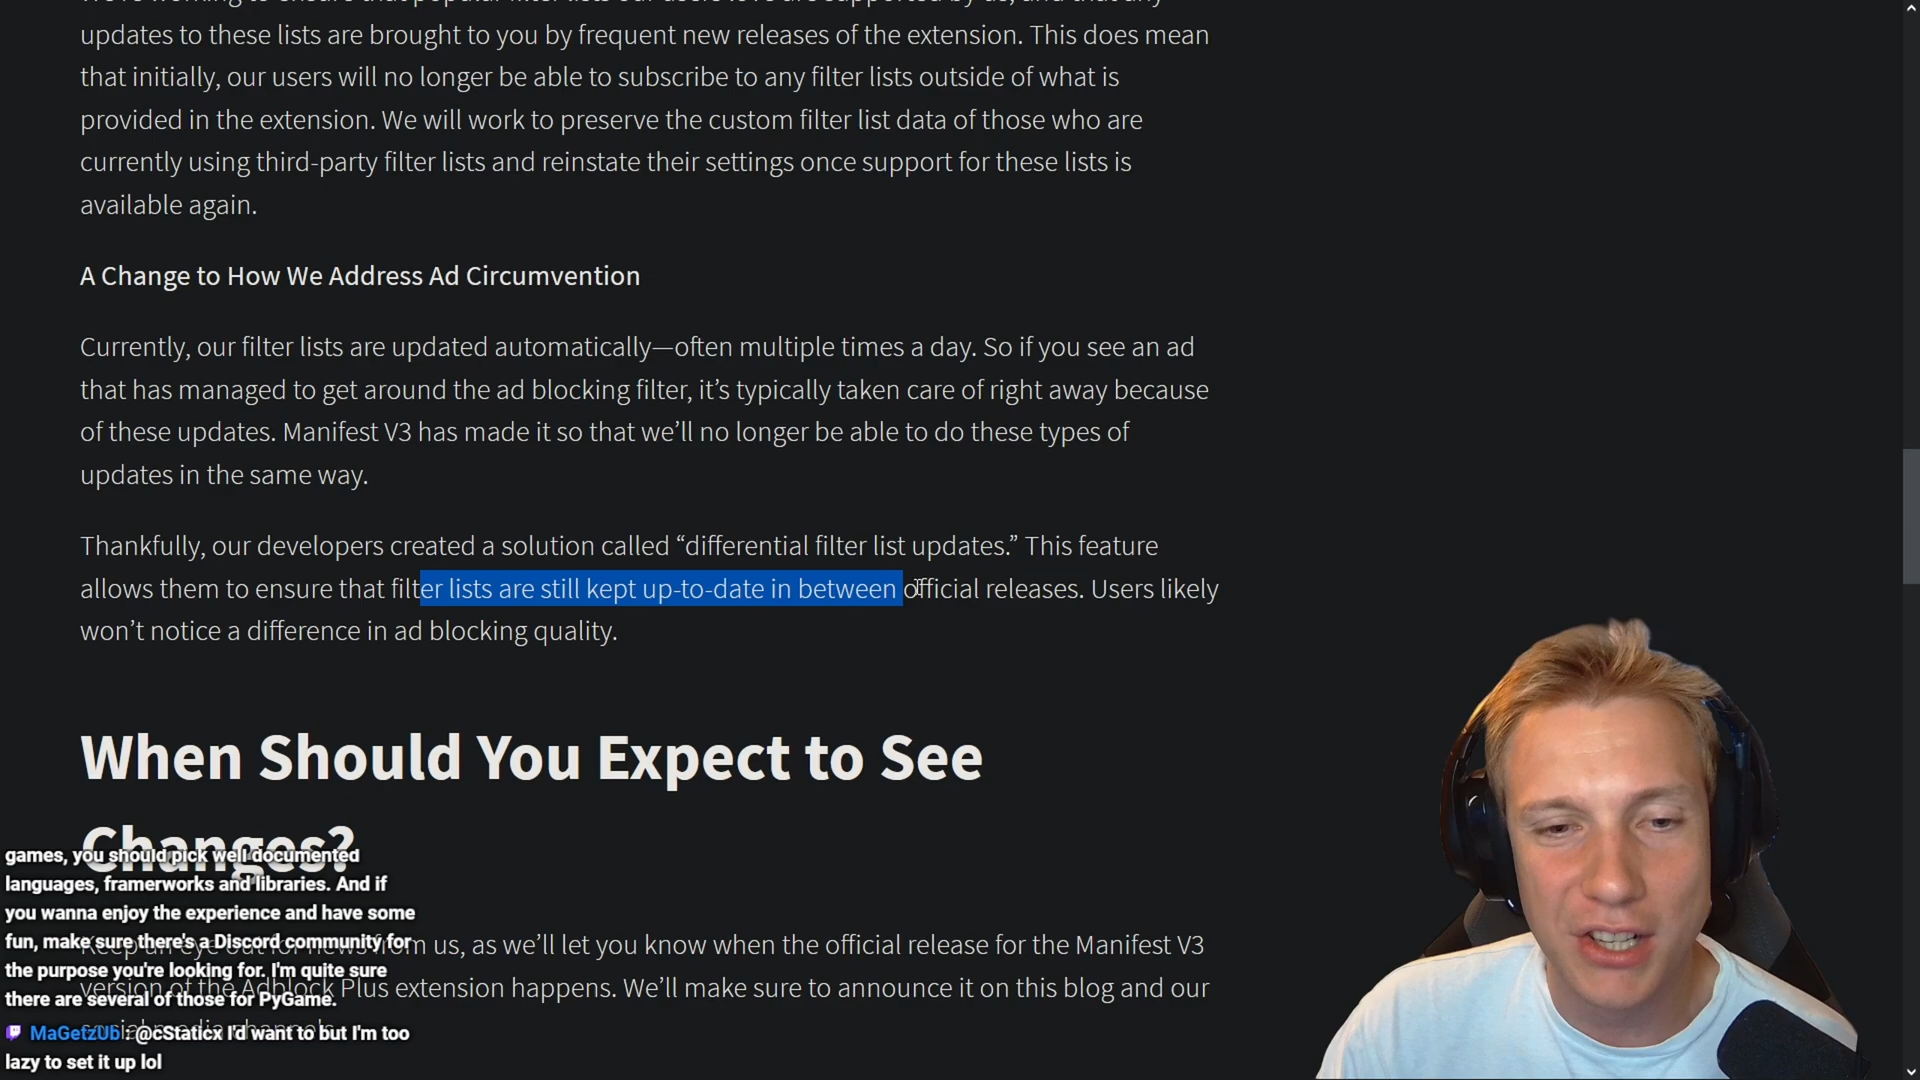 updates to these lists are brought to you by frequent new releases of the extension. This does mean
that initially, our users will no longer be able to subscribe to any filter lists outside of what is
provided in the extension. We will work to preserve the custom filter list data of those who are
currently using third-party filter lists and reinstate their settings once support for these lists is
available again.
A Change to How We Address Ad Circumvention
Currently, our filter lists are updated automatically—often multiple times a day. So if you see an ad
that has managed to get around the ad blocking filter, it’s typically taken care of right away because
of these updates. Manifest V3 has made it so that we’ll no longer be able to do these types of
updates in the same way.
Thankfully, our developers created a solution called “differential filter list updates.” This feature
allows them to ensure that filter lists are still kept up-to-date in between official releases. Users likely
won’t notice a difference in ad blocking quality.
When Should You Expect to See
Changes?
Keep an eye out for news from us, as we’ll let you know when the official release for the Manifest V3
version of the Adblock Plus extension happens. We’ll make sure to announce it on this blog and our
social media channels.
games, you should pick well documented
languages, framerworks and libraries. And if
you wanna enjoy the experience and have some
fun, make sure there's a Discord community for
the purpose you're looking for. I'm quite sure
there are several of those for PyGame.
MaGetzUb : @cStaticx I'd want to but I'm too
lazy to set it up lol